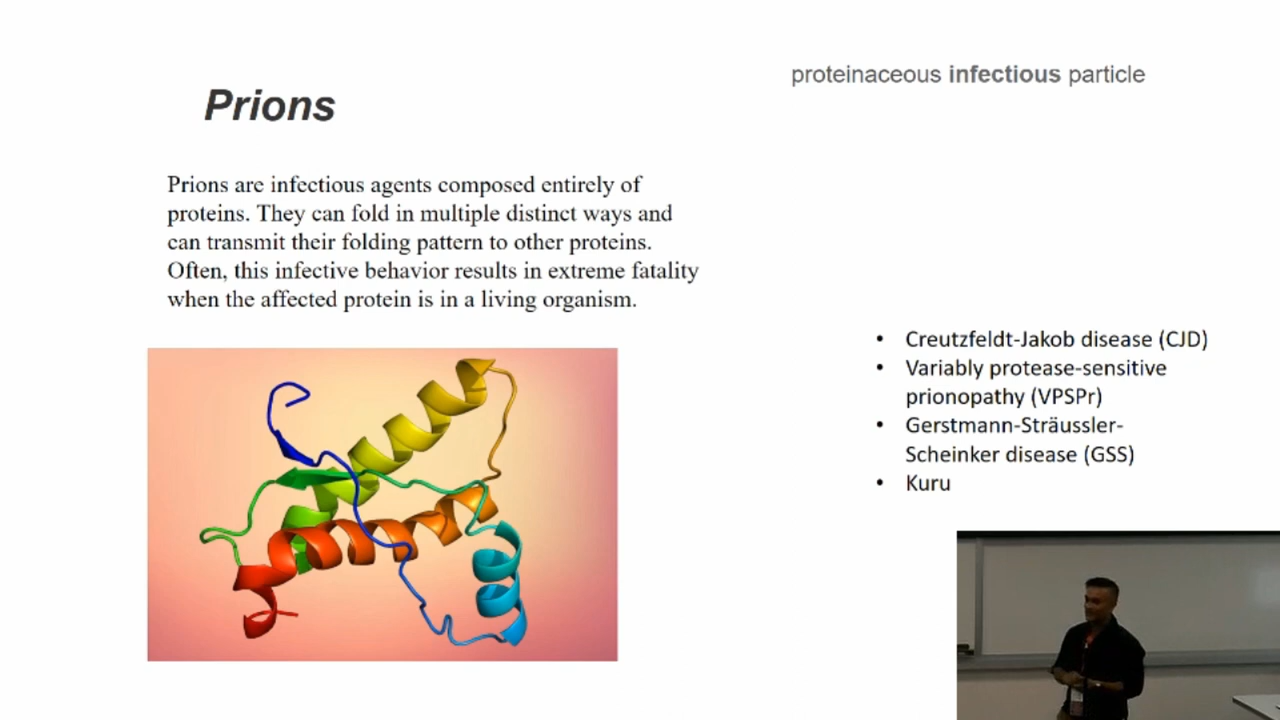 proteinaceous infectious particle
Prions
Prions are infectious agents composed entirely of
proteins. They can fold in multiple distinct ways and
can transmit their folding pattern to other proteins.
Often, this infective behavior results in extreme fatality
when the affected protein is in a living organism.
• Creutzfeldt-Jakob disease (CJD)
• Variably protease-sensitive
prionopathy (VPSPr)
• Gerstmann-Sträussler-
Scheinker disease (GSS)
• Kuru